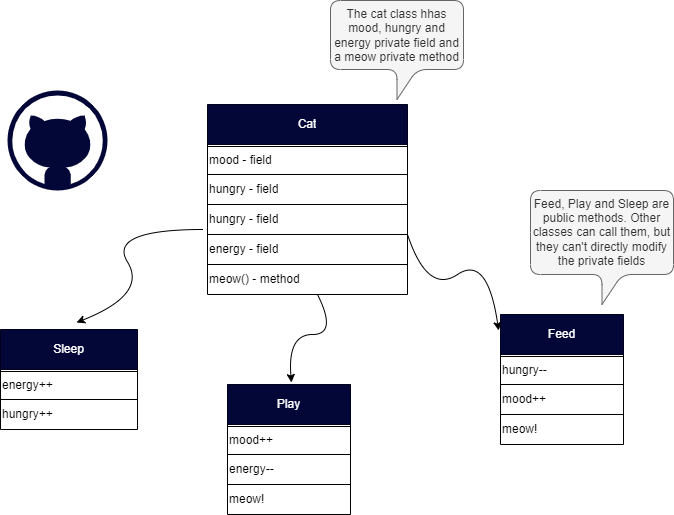 The cat class hhas
mood, hungry and
energy private field and
a meow private method
Cat
mood - field
hungry - field
hungry - field
energy - field
meow() - method
Feed, Play and Sleep are
public methods. Other
classes can call them, but
they can't directly modify
the private fields
Sleep
energy++
hungry++
Play
mood++
energy--
meow!
Feed
hungry--
mood++
meow!